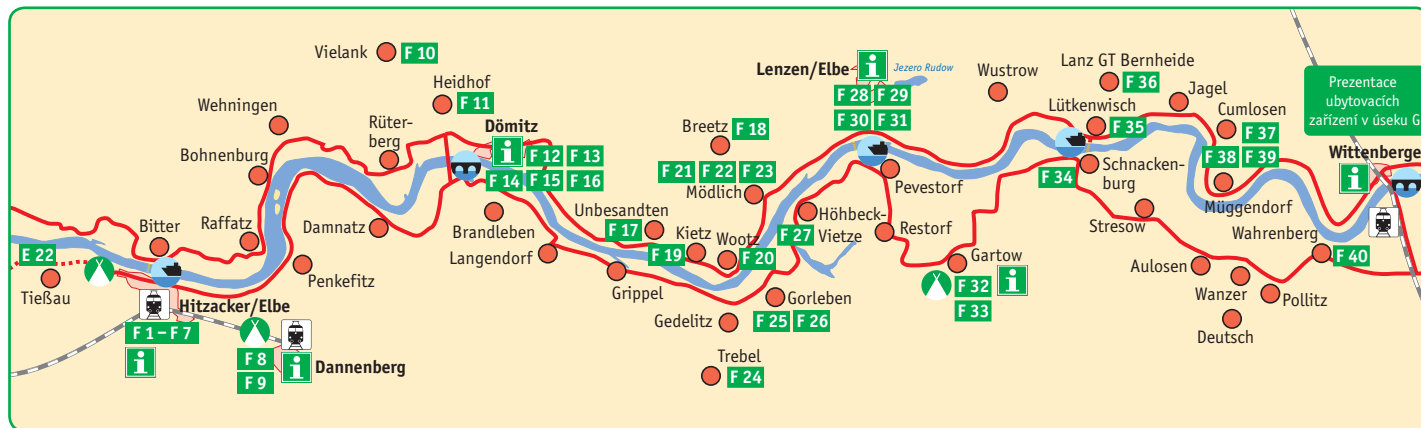 Vielank
F 10
Heidhof
F 11
Wehningen
Rüter-
berg
Bohnenburg
Dömitz
F 12
F 13
F 14
F 15
F 16
Bitter
Raffatz
Damnatz
Brandleben
Langendorf
E 22
Tießau
Penkefitz
Hitzacker/Elbe
F 1 – F 7
F 8
F 9
Dannenberg
Unbesandten
F 17
Kietz
F 19
Wootz
F 20
Grippel
Gedelitz
Trebel
F 24
Gorleben
F 25
F 26
Breetz
F 18
F 21
F 22
F 23
Mödlich
Höhbeck-
Vietze
F 27
Lenzen/Elbe
Jezero Rudow
F 28
F 29
F 30
F 31
Pevestorf
Restorf
Gartow
F 32
F 33
Wustrow
Lanz GT Bernheide
F 36
Lütkenwisch
F 35
F 34
Schnacken-
burg
Stresow
Jagel
Cumlosen
F 37
F 38
F 39
Müggendorf
Wahrenberg
F 40
Aulosen
Wanzer
Deutsch
Pollitz
Prezentace
ubytovacích
zařízení v úseku G
Wittenberge